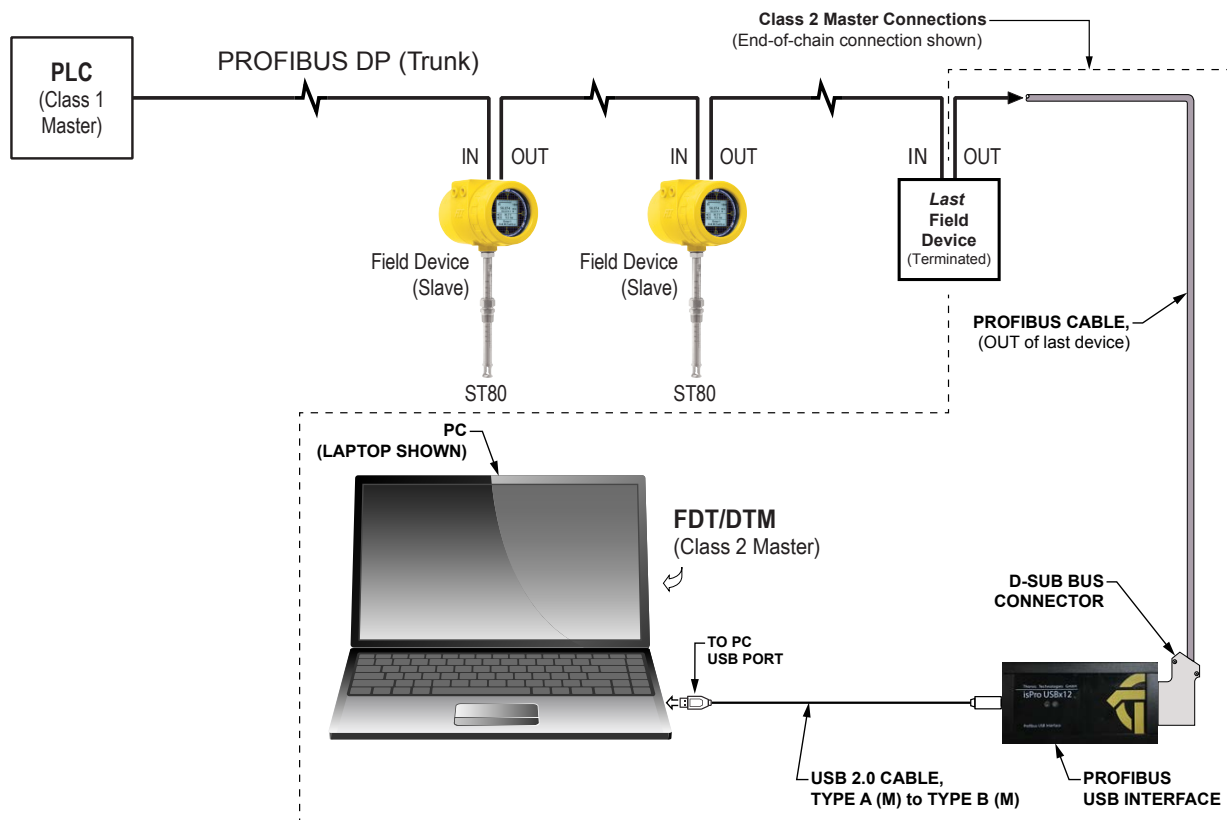 Class 2 Master Connections
(End-of-chain connection shown)
PLC
(Class 1
Master)
PROFIBUS DP (Trunk)
IN
OUT
IN
OUT
IN
OUT
Last
Field
Device
(Terminated)
Field Device
(Slave)
Field Device
(Slave)
ST80
ST80
PROFIBUS CABLE,
(OUT of last device)
PC
(LAPTOP SHOWN)
FDT/DTM
(Class 2 Master)
D-SUB BUS
CONNECTOR
TO PC
USB PORT
isPro USBx12
Profibus USB Interface
USB 2.0 CABLE,
TYPE A (M) to TYPE B (M)
PROFIBUS
USB INTERFACE